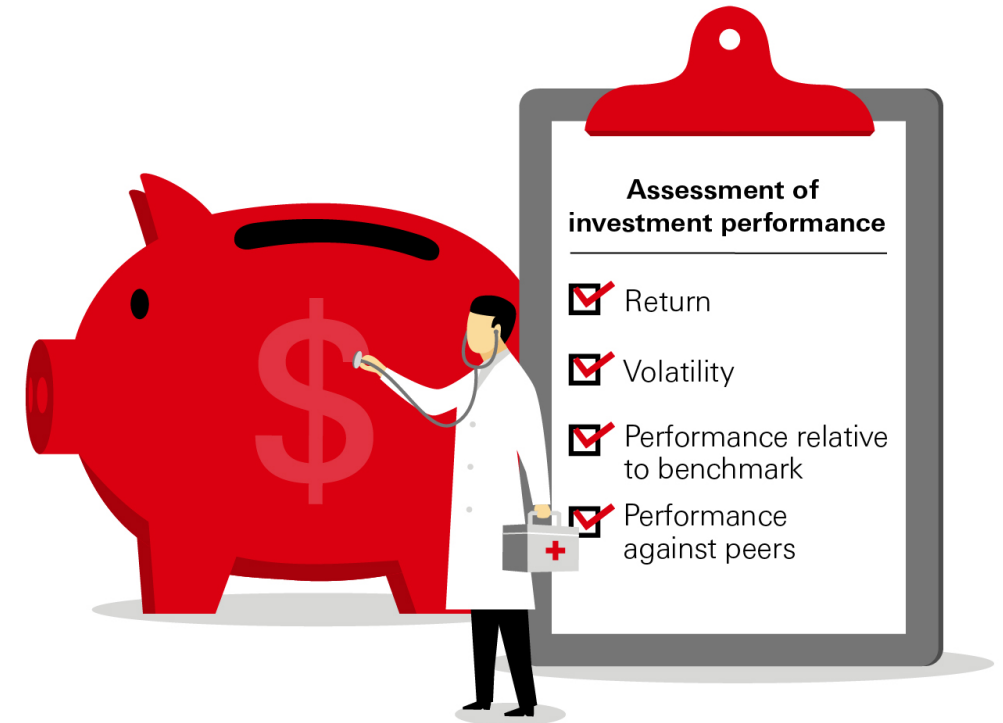 $
Assessment of
investment performance
Return
Volatility
Performance relative
to benchmark
Performance
against peers